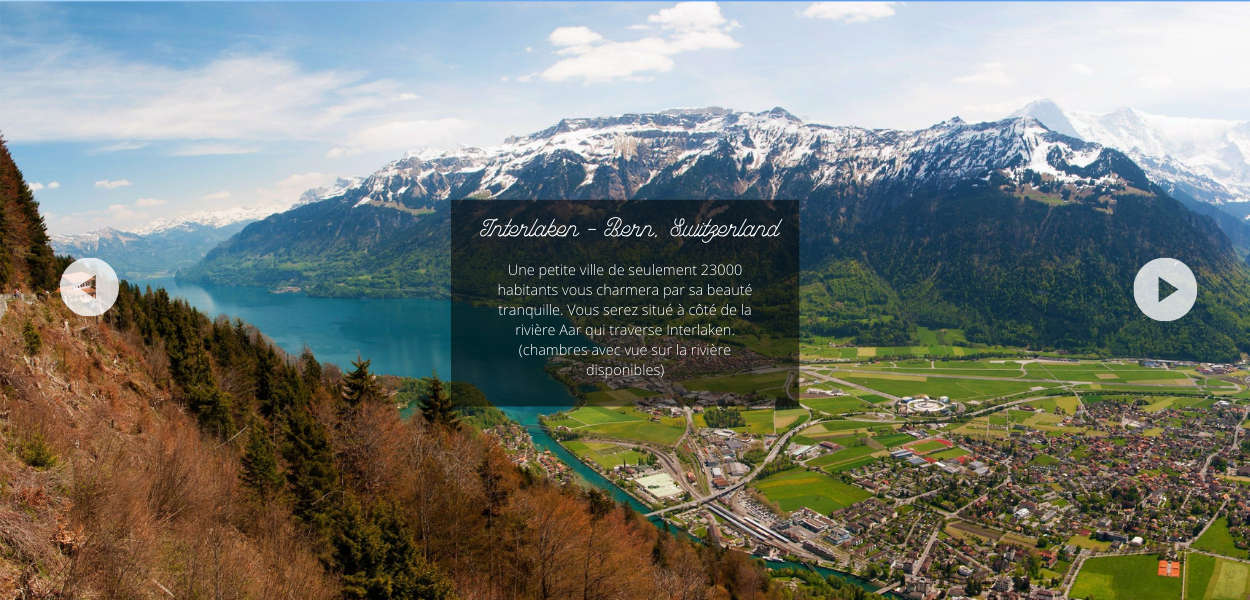 Interlaken - Bern, Switzerland
Une petite ville de seulement 23000
habitants vous charmera par sa beauté
tranquille. Vous serez situé à côté de la
rivière Aar qui traverse Interlaken.
(chambres avec vue sur la rivière
disponibles)